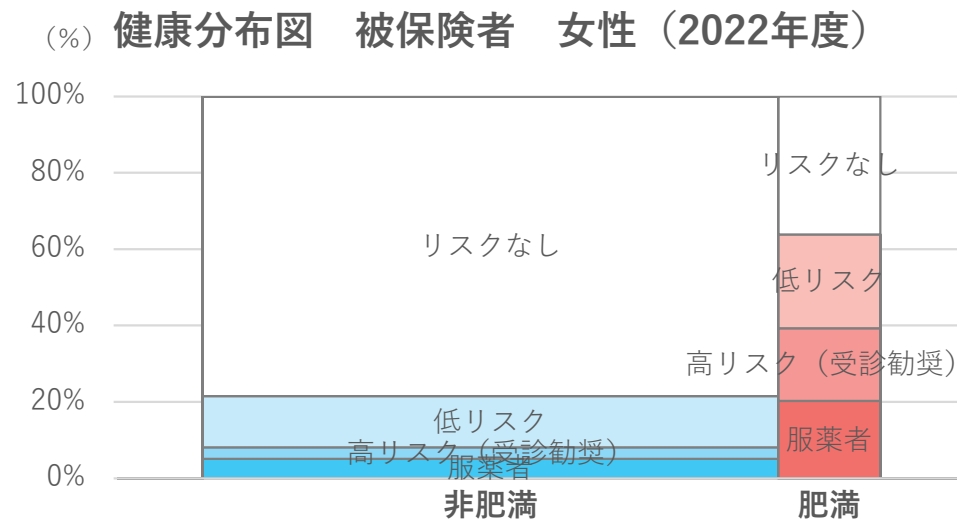 （%）健康分布図　被保険者　女性（2022年度）
100%
80%
60%
40%
20%
0%
リスクなし
低リスク
高リスク（受診勧奨）
服薬者
リスクなし
低リスク
高リスク（受診勧奨）
服薬者
非肥満
肥満